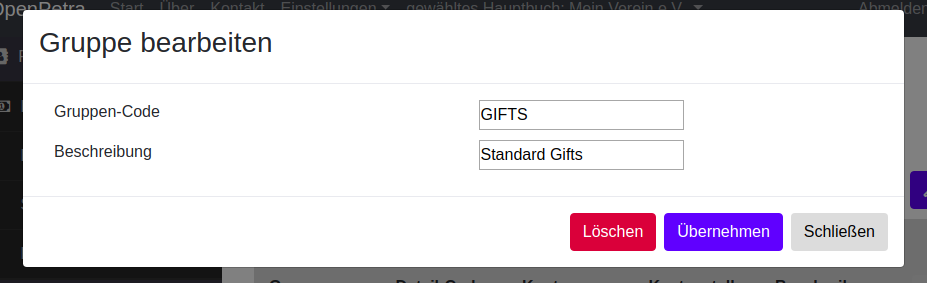 OpenPetra Start Über Kontakt Einstellungen gewähltes Hauptbuch: Mein Verein e.V. Abmelden
Gruppe bearbeiten
Gruppen-Code GIFTS
Beschreibung Standard Gifts
Löschen Übernehmen Schließen